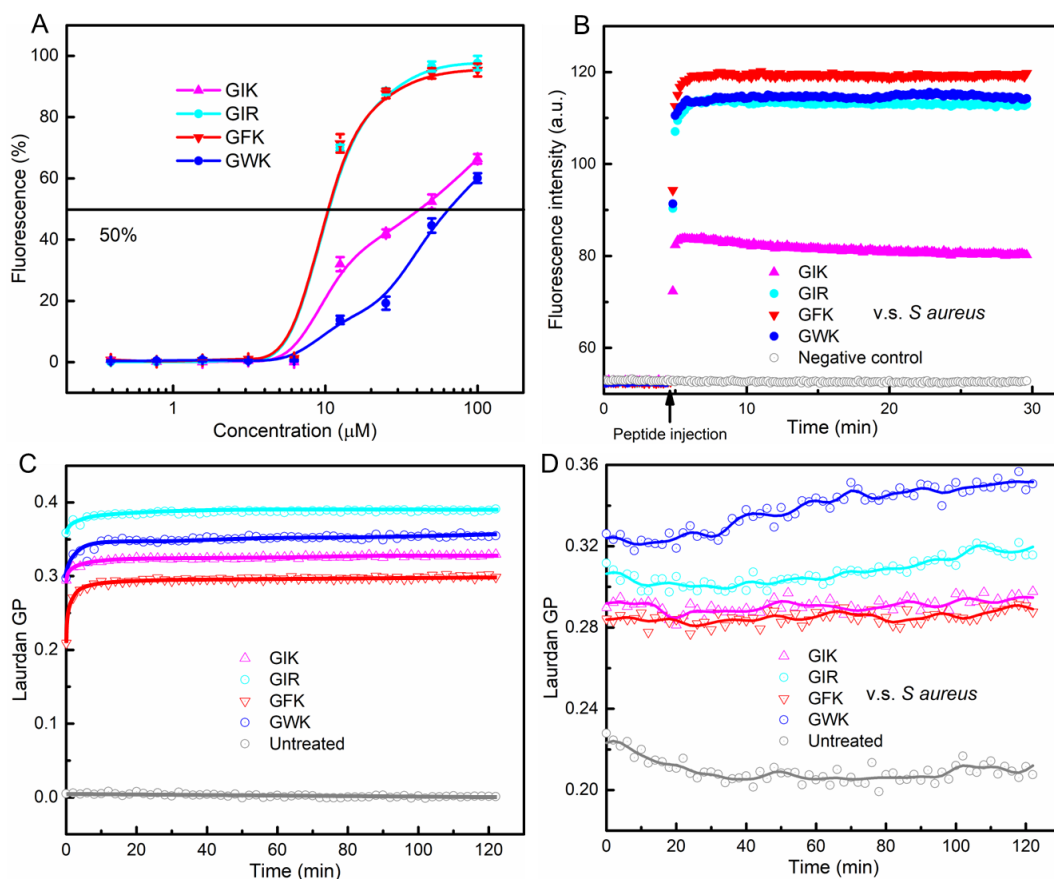 A
100
80
60
40
20
0
Fluorescence (%)
GIK
GIR
GFK
GWK
50%
1
10
100
Concentration (μM)
B
120
100
80
60
Fluorescence intensity (a.u.)
GIK
GIR
GFK
GWK
Negative control
v.s. S aureus
0
10
20
30
Peptide injection
Time (min)
C
0.4
0.3
0.2
0.1
0.0
Laurdan GP
GIK
GIR
GFK
GWK
Untreated
0
20
40
60
80
100
120
Time (min)
D
0.36
0.32
0.28
0.24
0.20
Laurdan GP
GIK
GIR
GFK
GWK
Untreated
v.s. S aureus
0
20
40
60
80
100
120
Time (min)